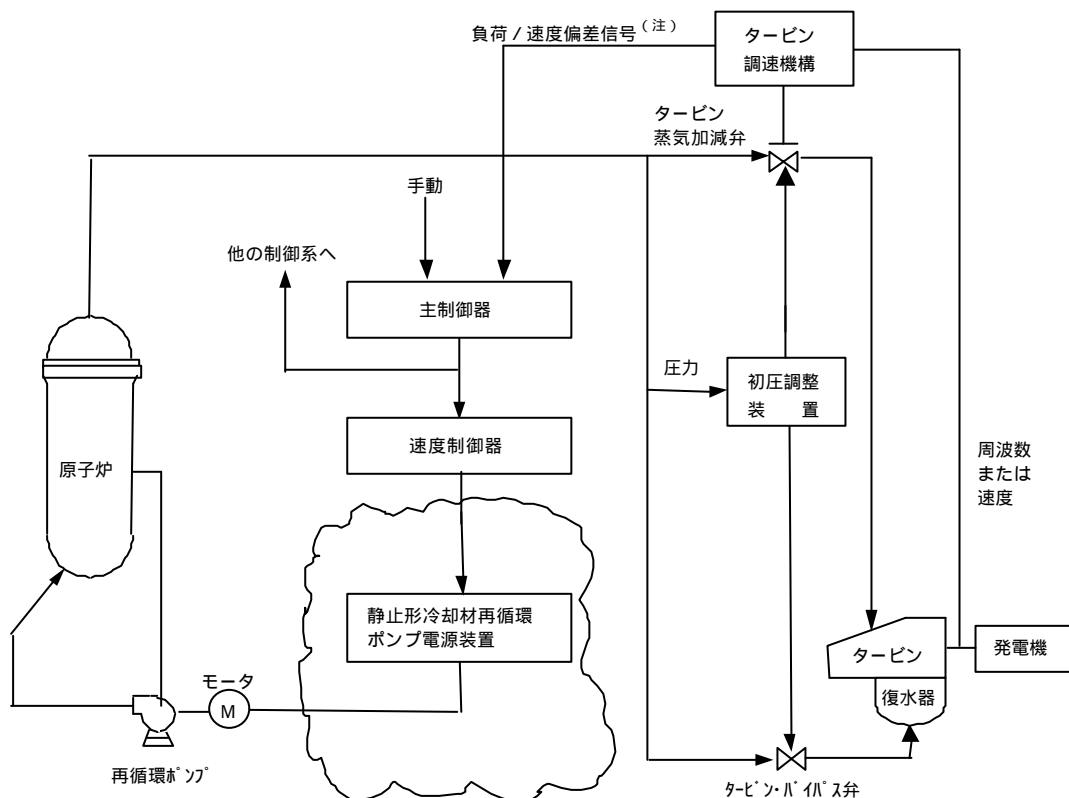 負荷/速度偏差信号(注)
タービン
調速機構
タービン
蒸気加減弁
手動
他の制御系へ
主制御器
圧力
初圧調整
装 置
速度制御器
原子炉
周波数
または
速度
静止形冷却材再循環
ポンプ電源装置
タービン
発電機
モータ
M
復水器
再循環ポンプ
タービン・バイパス弁